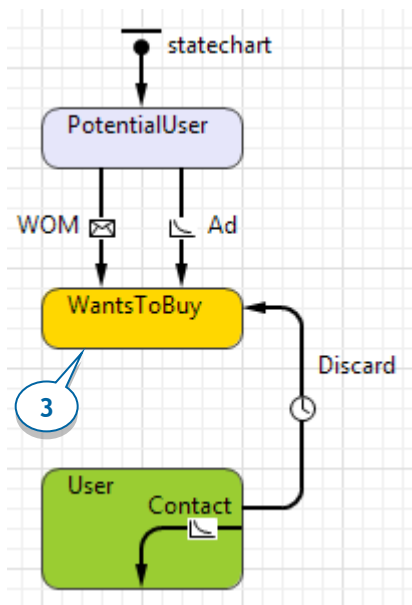 statechart
PotentialUser
WOM
Ad
WantsToBuy
Discard
3
User
Contact